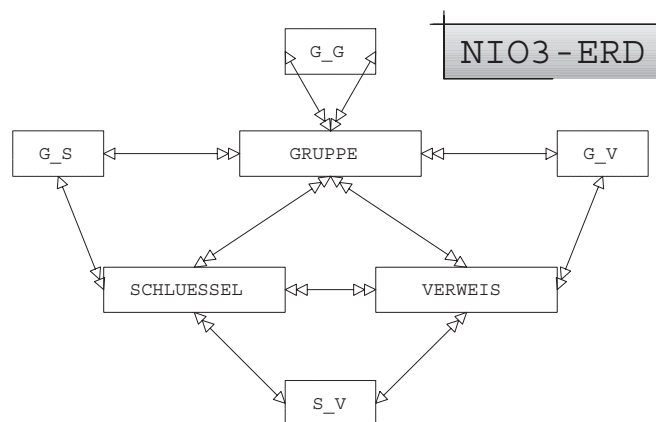 NIO3-ERD
G_G
G_S
GRUPPE
G_V
SCHLUESSEL
VERWEIS
S_V